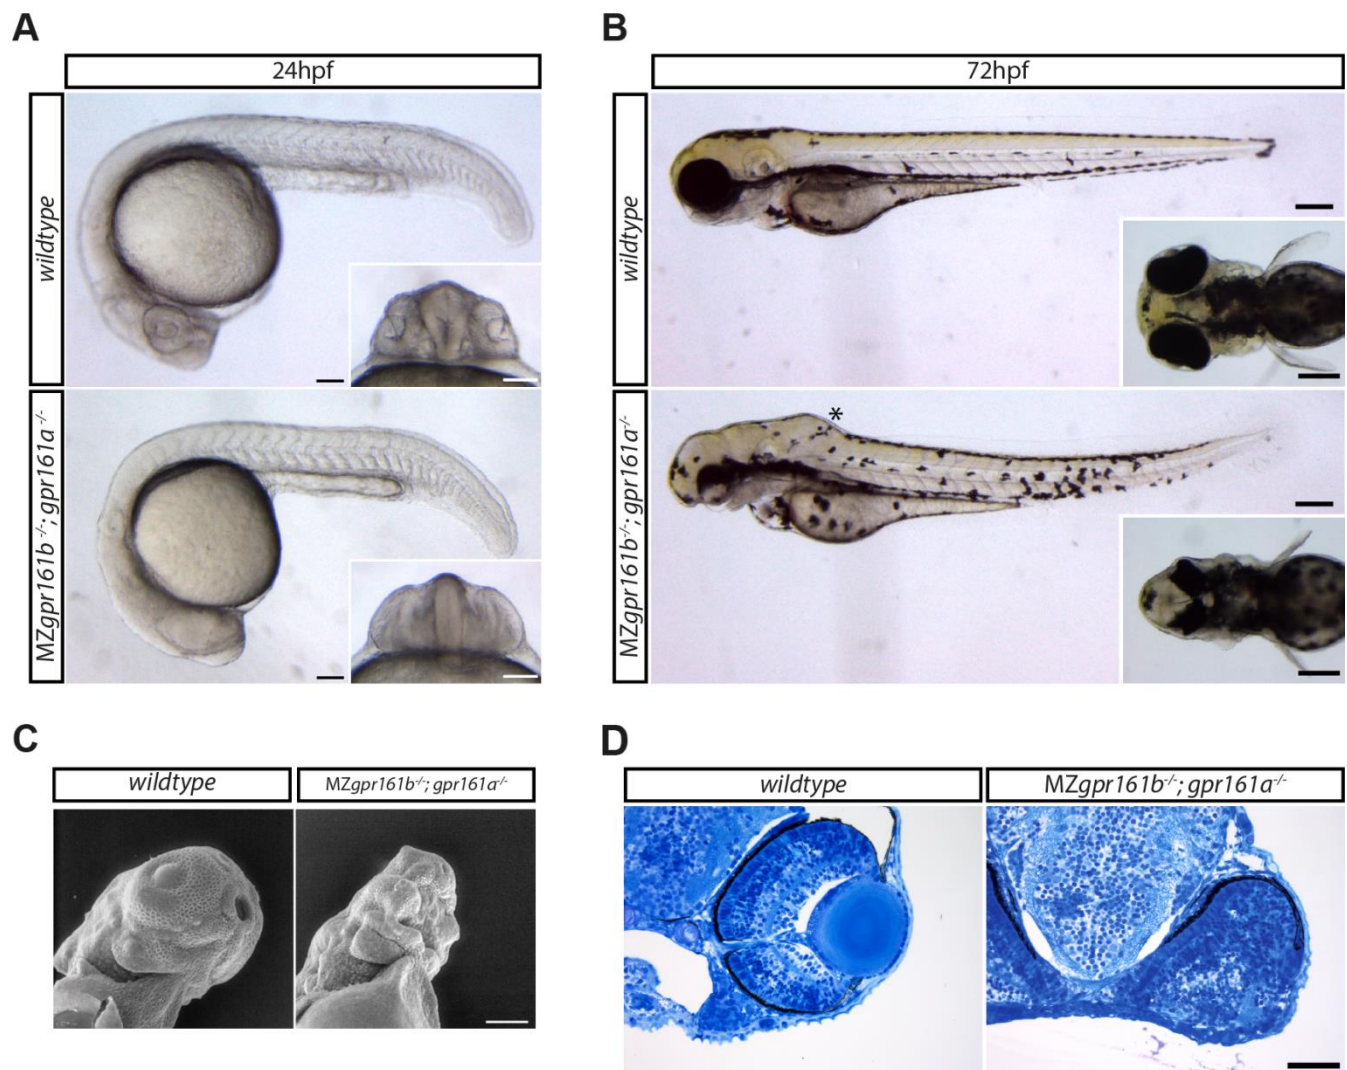 A
B
24hpf
72hpf
wildtype
wildtype
*
MZgpr161b-/-; gpr161a-/-
MZgpr161b-/-; gpr161a-/-
C
D
wildtype
MZgpr161b-/-; gpr161a-/-
wildtype
MZgpr161b-/-; gpr161a-/-